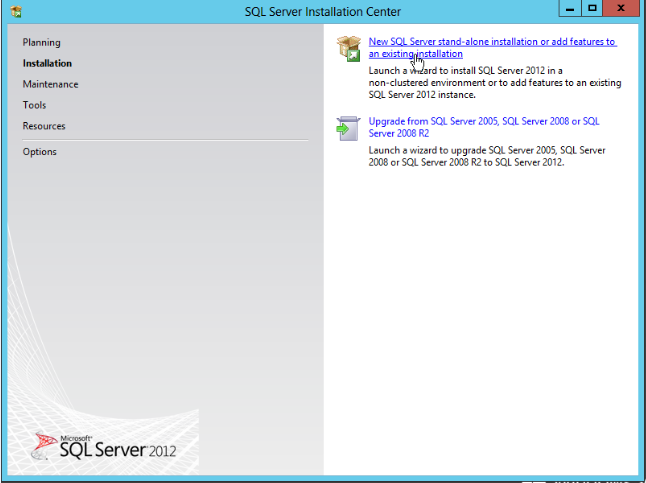 SQL Server Installation Center
x
Planning
Installation
Maintenance
Tools
Resources
Options
New SQL Server stand-alone installation or add features to
an existing installation
Launch a wizard to install SQL Server 2012 in a
non-clustered environment or to add features to an existing
SQL Server 2012 instance.
Upgrade from SQL Server 2005, SQL Server 2008 or SQL
Server 2008 R2
Launch a wizard to upgrade SQL Server 2005, SQL Server
2008 or SQL Server 2008 R2 to SQL Server 2012.
Microsoft®
SQL Server 2012